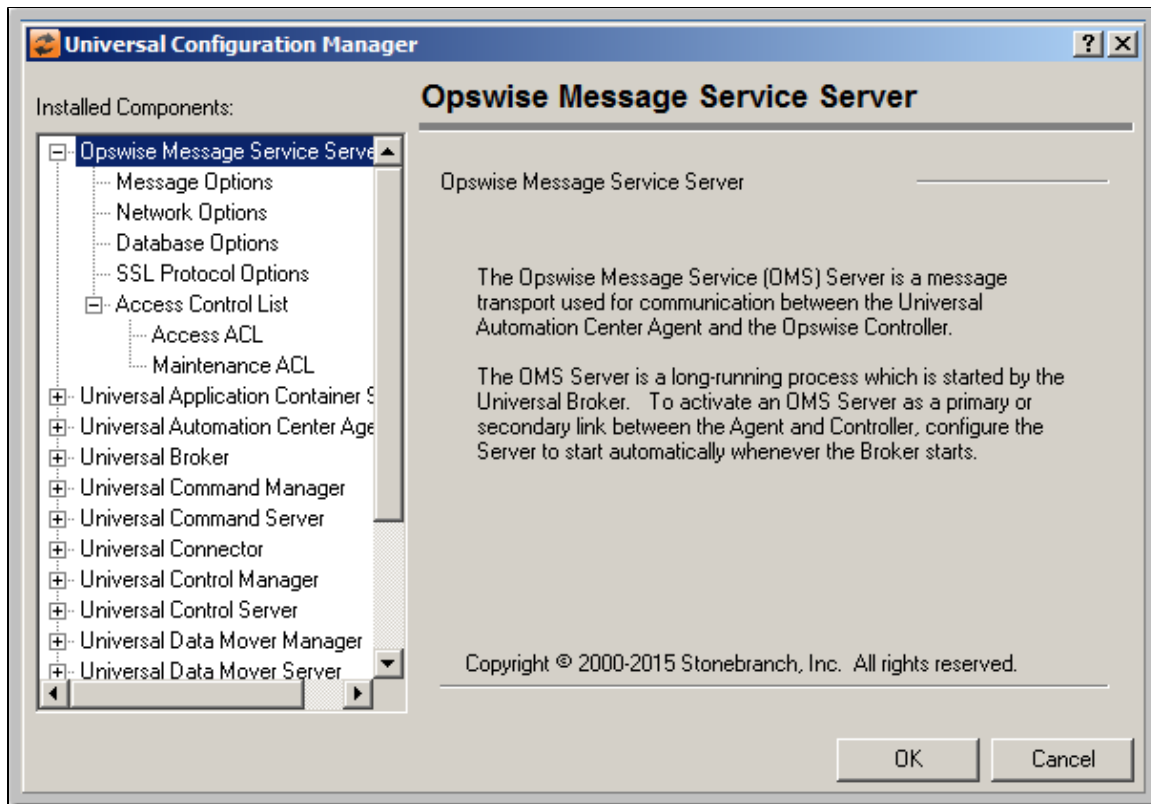 Universal Configuration Manager
Installed Components:
Opswise Message Service Serve
Message Options
Network Options
Database Options
SSL Protocol Options
Access Control List
Access ACL
Maintenance ACL
Universal Application Container S
Universal Automation Center Age
Universal Broker
Universal Command Manager
Universal Command Server
Universal Connector
Universal Control Manager
Universal Control Server
Universal Data Mover Manager
Universal Data Mover Server
Opswise Message Service Server
Opswise Message Service Server
The Opswise Message Service (OMS) Server is a message
transport used for communication between the Universal
Automation Center Agent and the Opswise Controller.
The OMS Server is a long-running process which is started by the
Universal Broker.   To activate an OMS Server as a primary or
secondary link between the Agent and Controller, configure the
Server to start automatically whenever the Broker starts.
Copyright © 2000-2015 Stonebranch, Inc.  All rights reserved.
OK
Cancel